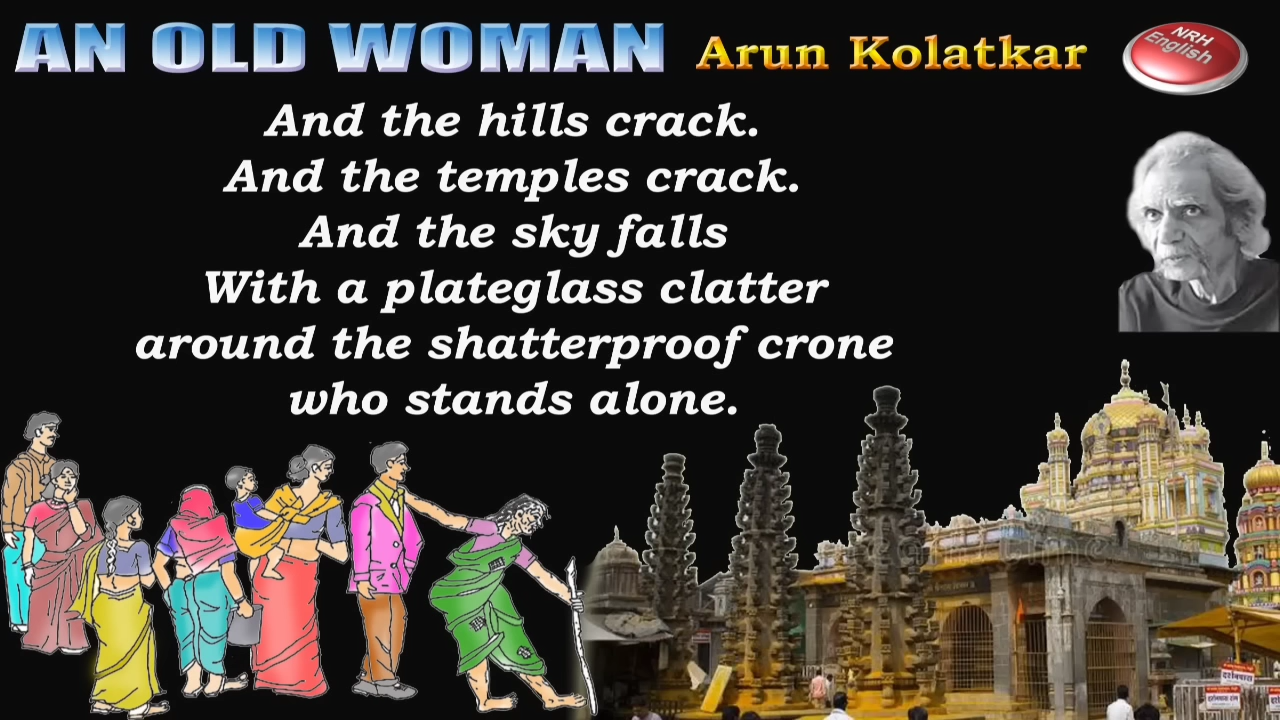 AN OLD WOMAN Arun Kolatkar
NRH
English
And the hills crack.
And the temples crack.
And the sky falls
With a plateglass clatter
around the shatterproof crone
who stands alone.